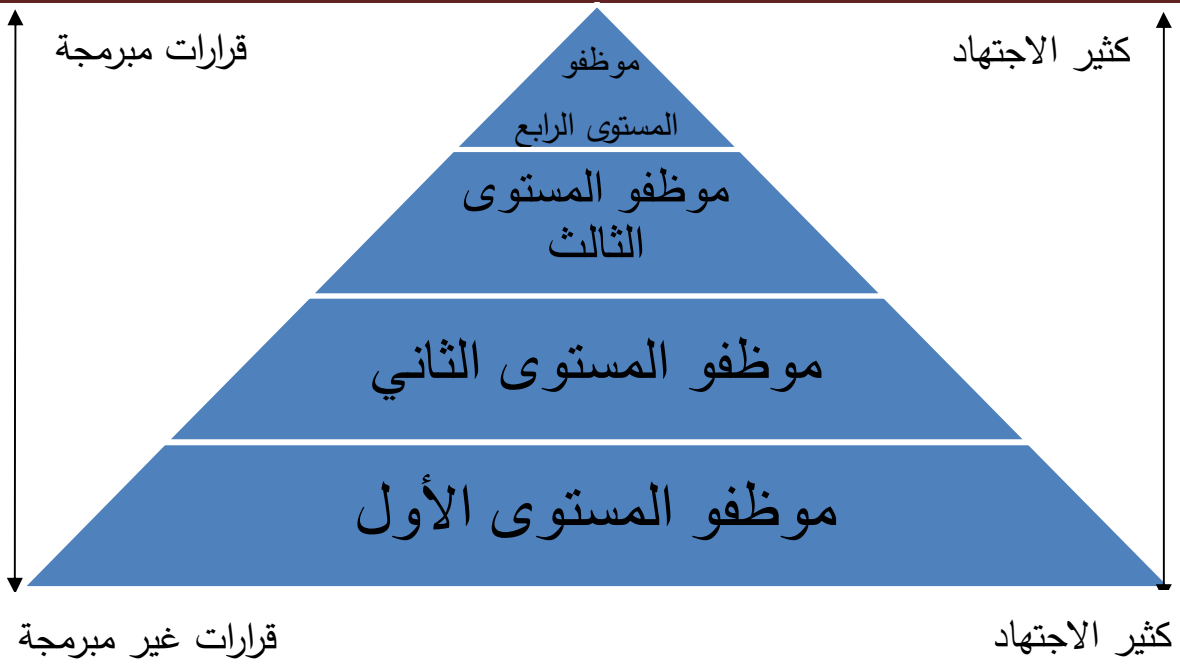 كثير الاجتهاد
قرارات مبرمجة
موظفو
المستوى الرابع
موظفو المستوى
الثالث
موظفو المستوى الثاني
موظفو المستوى الأول
كثير الاجتهاد
قرارات غير مبرمجة